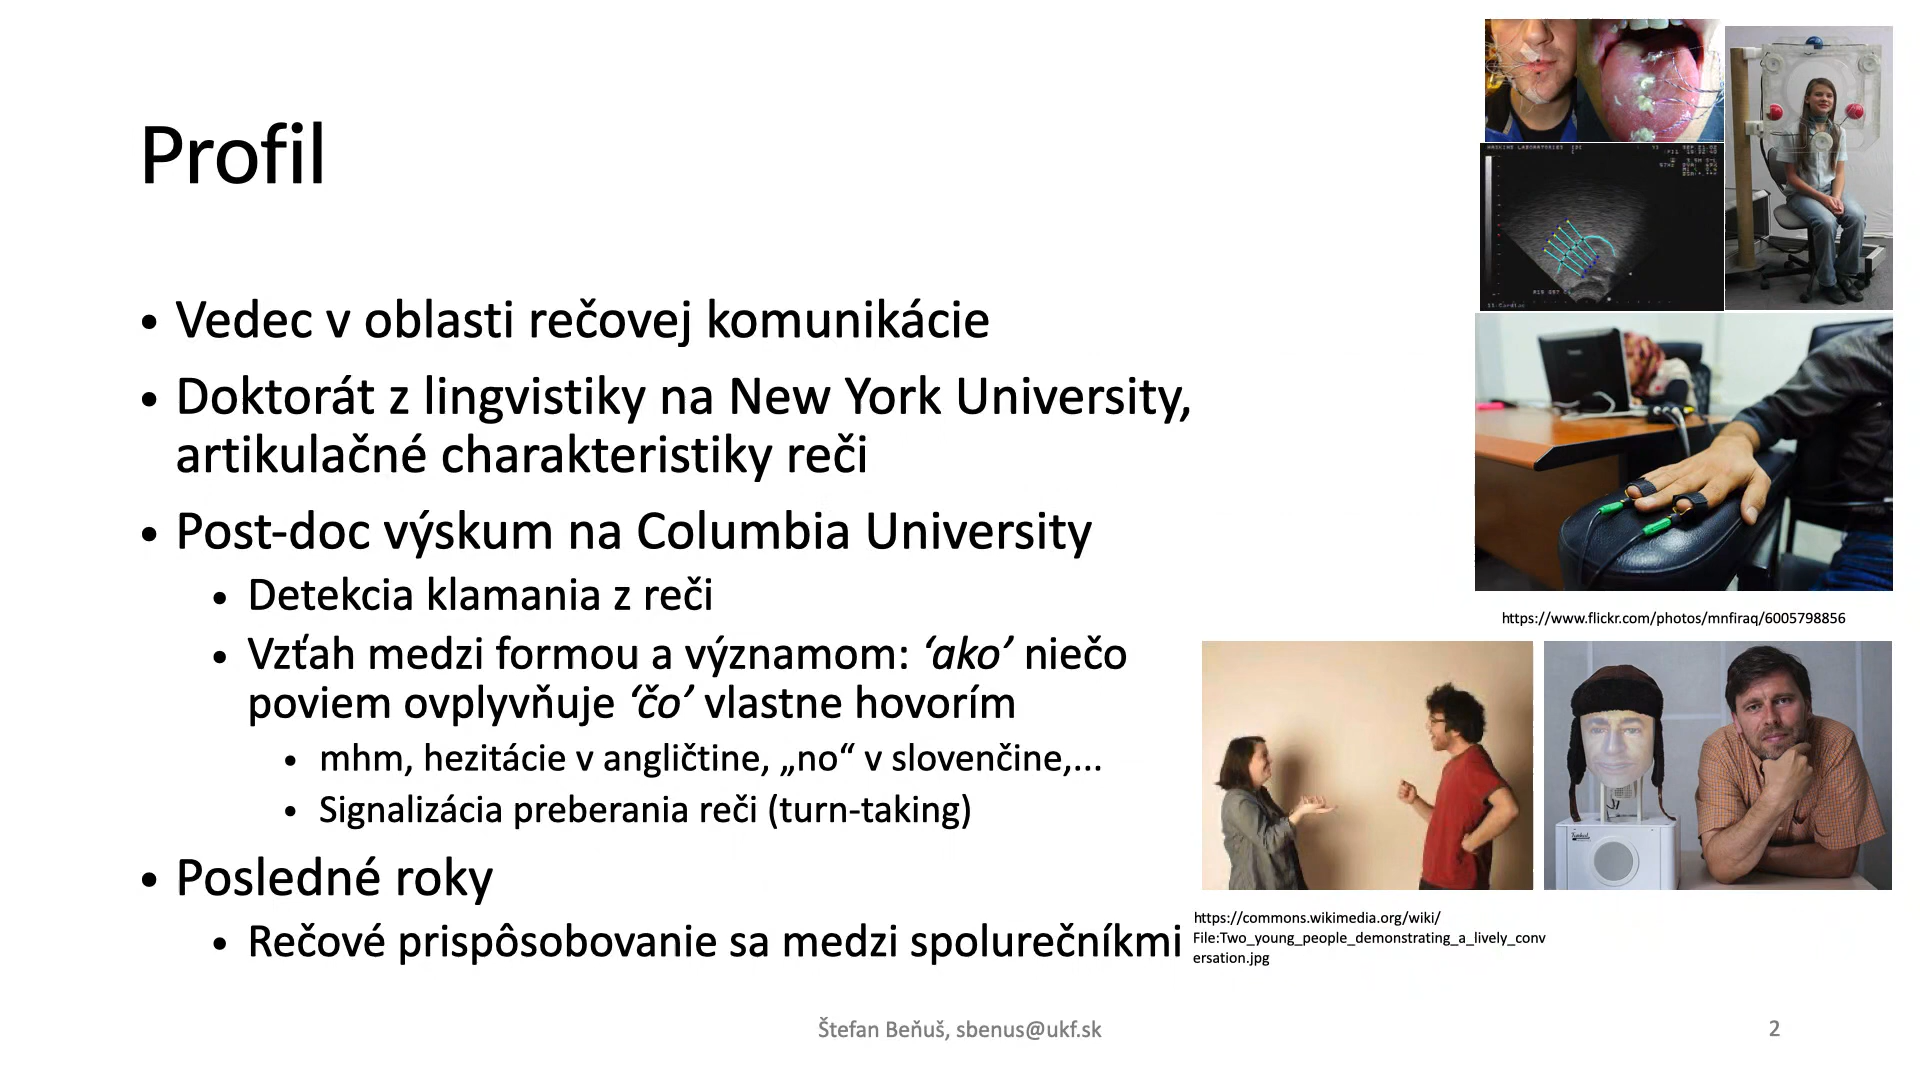 Profil
• Vedec v oblasti rečovej komunikácie
• Doktorát z lingvistiky na New York University,
artikulačné charakteristiky reči
• Post-doc výskum na Columbia University
• Detekcia klamania z reči
• Vzťah medzi formou a významom: ‘ako’ niečo
poviem ovplyvňuje ‘čo’ vlastne hovorím
• mhm, hezitácie v angličtine, „no“ v slovenčine,...
• Signalizácia preberania reči (turn-taking)
• Posledné roky
• Rečové prispôsobovanie sa medzi spolurečníkmi
HASKINS LABORATORIES
https://www.flickr.com/photos/mnfiraq/6005798856
https://commons.wikimedia.org/wiki/
File:Two_young_people_demonstrating_a_lively_conv
ersation.jpg
Štefan Beňuš, sbenus@ukf.sk
2